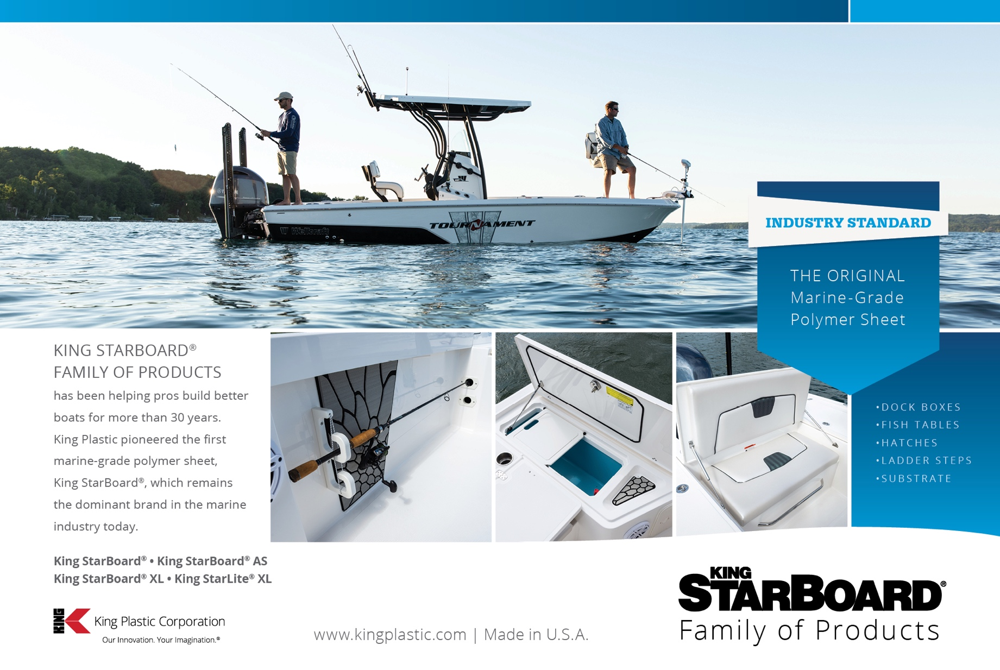 TOURNAMENT
Wellcraft
INDUSTRY STANDARD
THE ORIGINAL
Marine-Grade
Polymer Sheet
KING STARBOARD®
FAMILY OF PRODUCTS
has been helping pros build better
boats for more than 30 years.
King Plastic pioneered the first
marine-grade polymer sheet,
King StarBoard®, which remains
the dominant brand in the marine
industry today.
King StarBoard® • King StarBoard® AS
King StarBoard® XL • King StarLite® XL
•DOCK BOXES
•FISH TABLES
•HATCHES
•LADDER STEPS
•SUBSTRATE
KING
King Plastic Corporation
Our Innovation. Your Imagination.®
www.kingplastic.com | Made in U.S.A.
KING
STARBOARD®
Family of Products